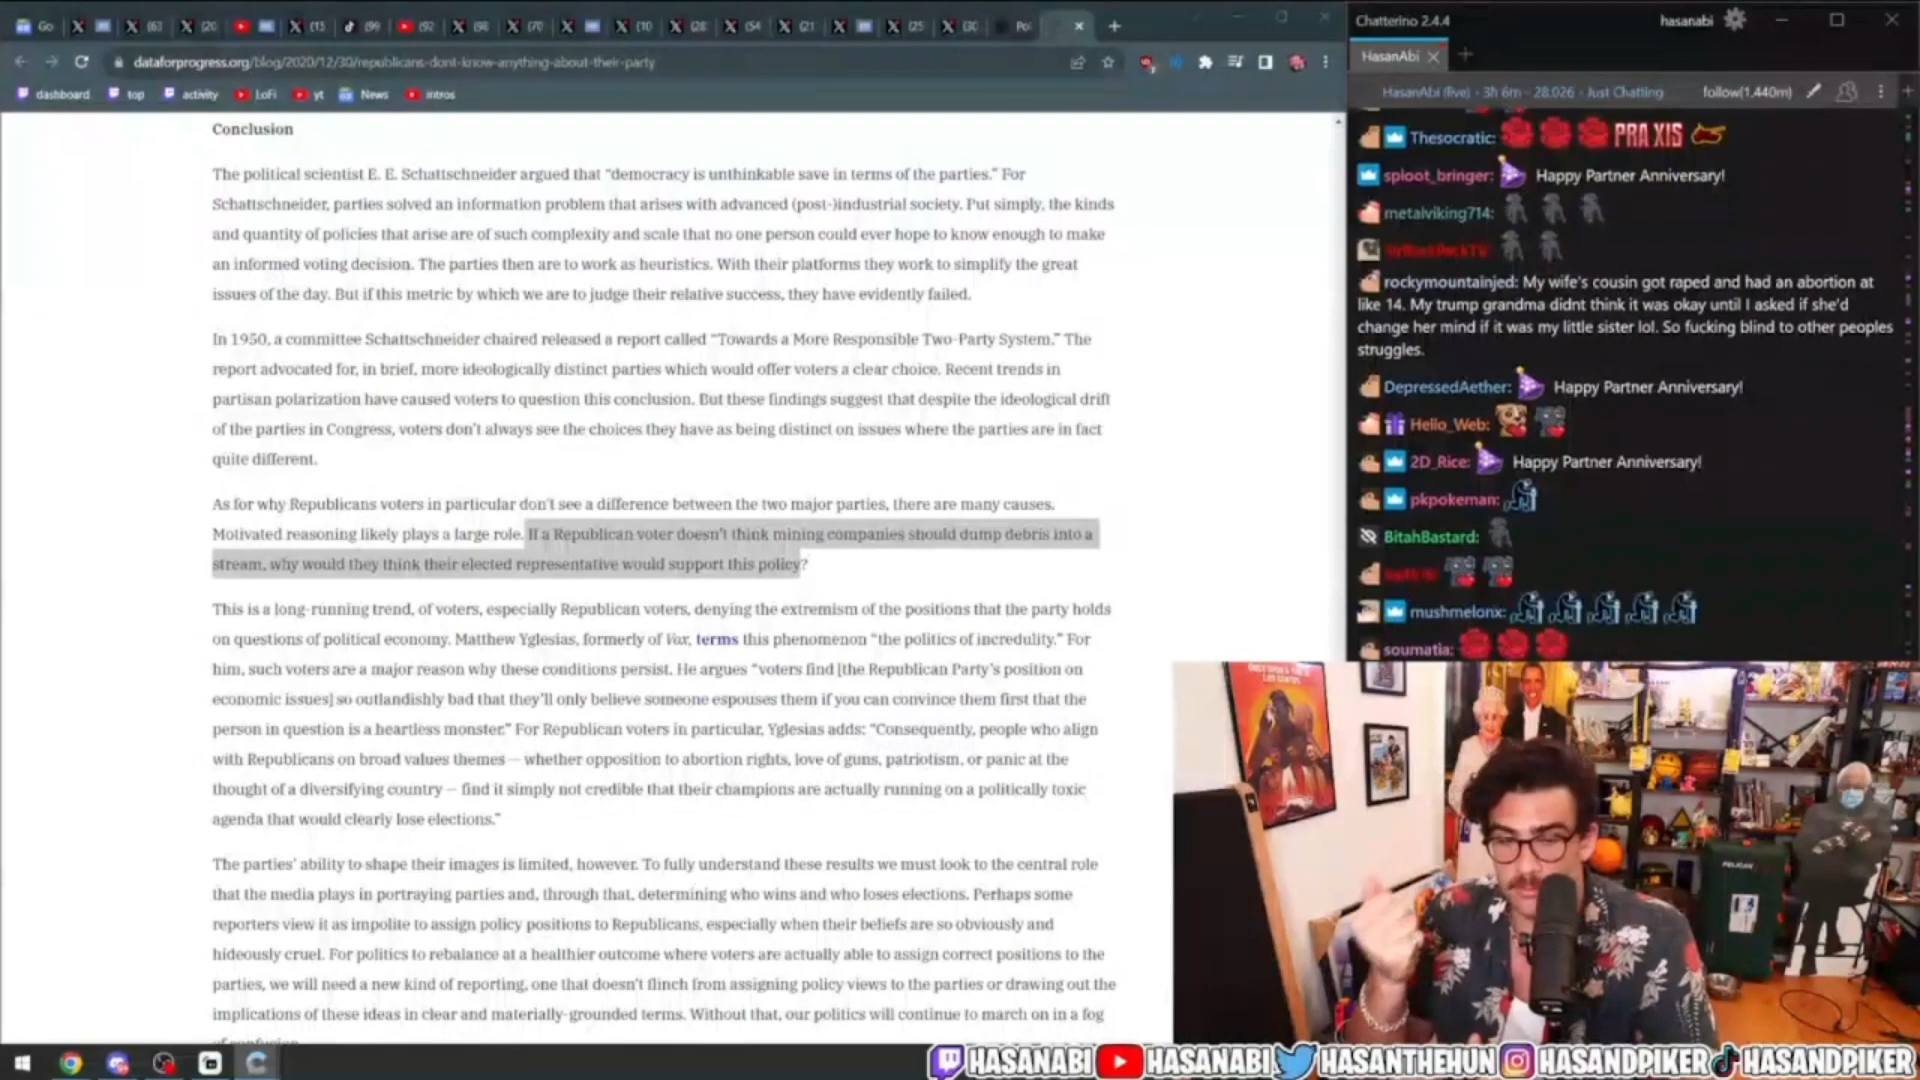 Go
(63
(20
(15
(99
(92
(98
(70
(10
(28
(54
(21
(25
(30
Po
dataforprogress.org/blog/2020/12/30/republicans-dont-know-anything-about-their-party
dashboard top activity LoFi yt News intros
Conclusion
The political scientist E. E. Schattschneider argued that “democracy is unthinkable save in terms of the parties.” For
Schattschneider, parties solved an information problem that arises with advanced (post-)industrial society. Put simply, the kinds
and quantity of policies that arise are of such complexity and scale that no one person could ever hope to know enough to make
an informed voting decision. The parties then are to work as heuristics. With their platforms they work to simplify the great
issues of the day. But if this metric by which we are to judge their relative success, they have evidently failed.
In 1950, a committee Schattschneider chaired released a report called “Towards a More Responsible Two-Party System.” The
report advocated for, in brief, more ideologically distinct parties which would offer voters a clear choice. Recent trends in
partisan polarization have caused voters to question this conclusion. But these findings suggest that despite the ideological drift
of the parties in Congress, voters don’t always see the choices they have as being distinct on issues where the parties are in fact
quite different.
As for why Republicans voters in particular don’t see a difference between the two major parties, there are many causes.
Motivated reasoning likely plays a large role. If a Republican voter doesn’t think mining companies should dump debris into a
stream, why would they think their elected representative would support this policy?
This is a long-running trend, of voters, especially Republican voters, denying the extremism of the positions that the party holds
on questions of political economy. Matthew Yglesias, formerly of Vox, terms this phenomenon “the politics of incredulity.” For
him, such voters are a major reason why these conditions persist. He argues “voters find [the Republican Party’s position on
economic issues] so outlandishly bad that they’ll only believe someone espouses them if you can convince them first that the
person in question is a heartless monster.” For Republican voters in particular, Yglesias adds: “Consequently, people who align
with Republicans on broad values themes — whether opposition to abortion rights, love of guns, patriotism, or panic at the
thought of a diversifying country — find it simply not credible that their champions are actually running on a politically toxic
agenda that would clearly lose elections.”
The parties’ ability to shape their images is limited, however. To fully understand these results we must look to the central role
that the media plays in portraying parties and, through that, determining who wins and who loses elections. Perhaps some
reporters view it as impolite to assign policy positions to Republicans, especially when their beliefs are so obviously and
hideously cruel. For politics to rebalance at a healthier outcome where voters are actually able to assign correct positions to the
parties, we will need a new kind of reporting, one that doesn’t flinch from assigning policy views to the parties or drawing out the
implications of these ideas in clear and materially-grounded terms. Without that, our politics will continue to march on in a fog
of confusion.
Chatterino 2.4.4
hasanabi
HasanAbi
HasanAbi (live) - 3h 6m - 28.026 - Just Chatting
follow(1,440m)
Thesocratic: PRAXIS
sploot_bringer: Happy Partner Anniversary!
metalviking714:
rockymountainjed: My wife's cousin got raped and had an abortion at
like 14. My trump grandma didnt think it was okay until I asked if she'd
change her mind if it was my little sister lol. So fucking blind to other peoples
struggles.
DepressedAether: Happy Partner Anniversary!
Hello_Web:
2D_Rice: Happy Partner Anniversary!
pkpokeman:
BitahBastard:
mushmelonx:
soumatia:
PELICAN
HASANABI HASANABI HASANTHEHUN HASANDPIKER HASANDPIKER